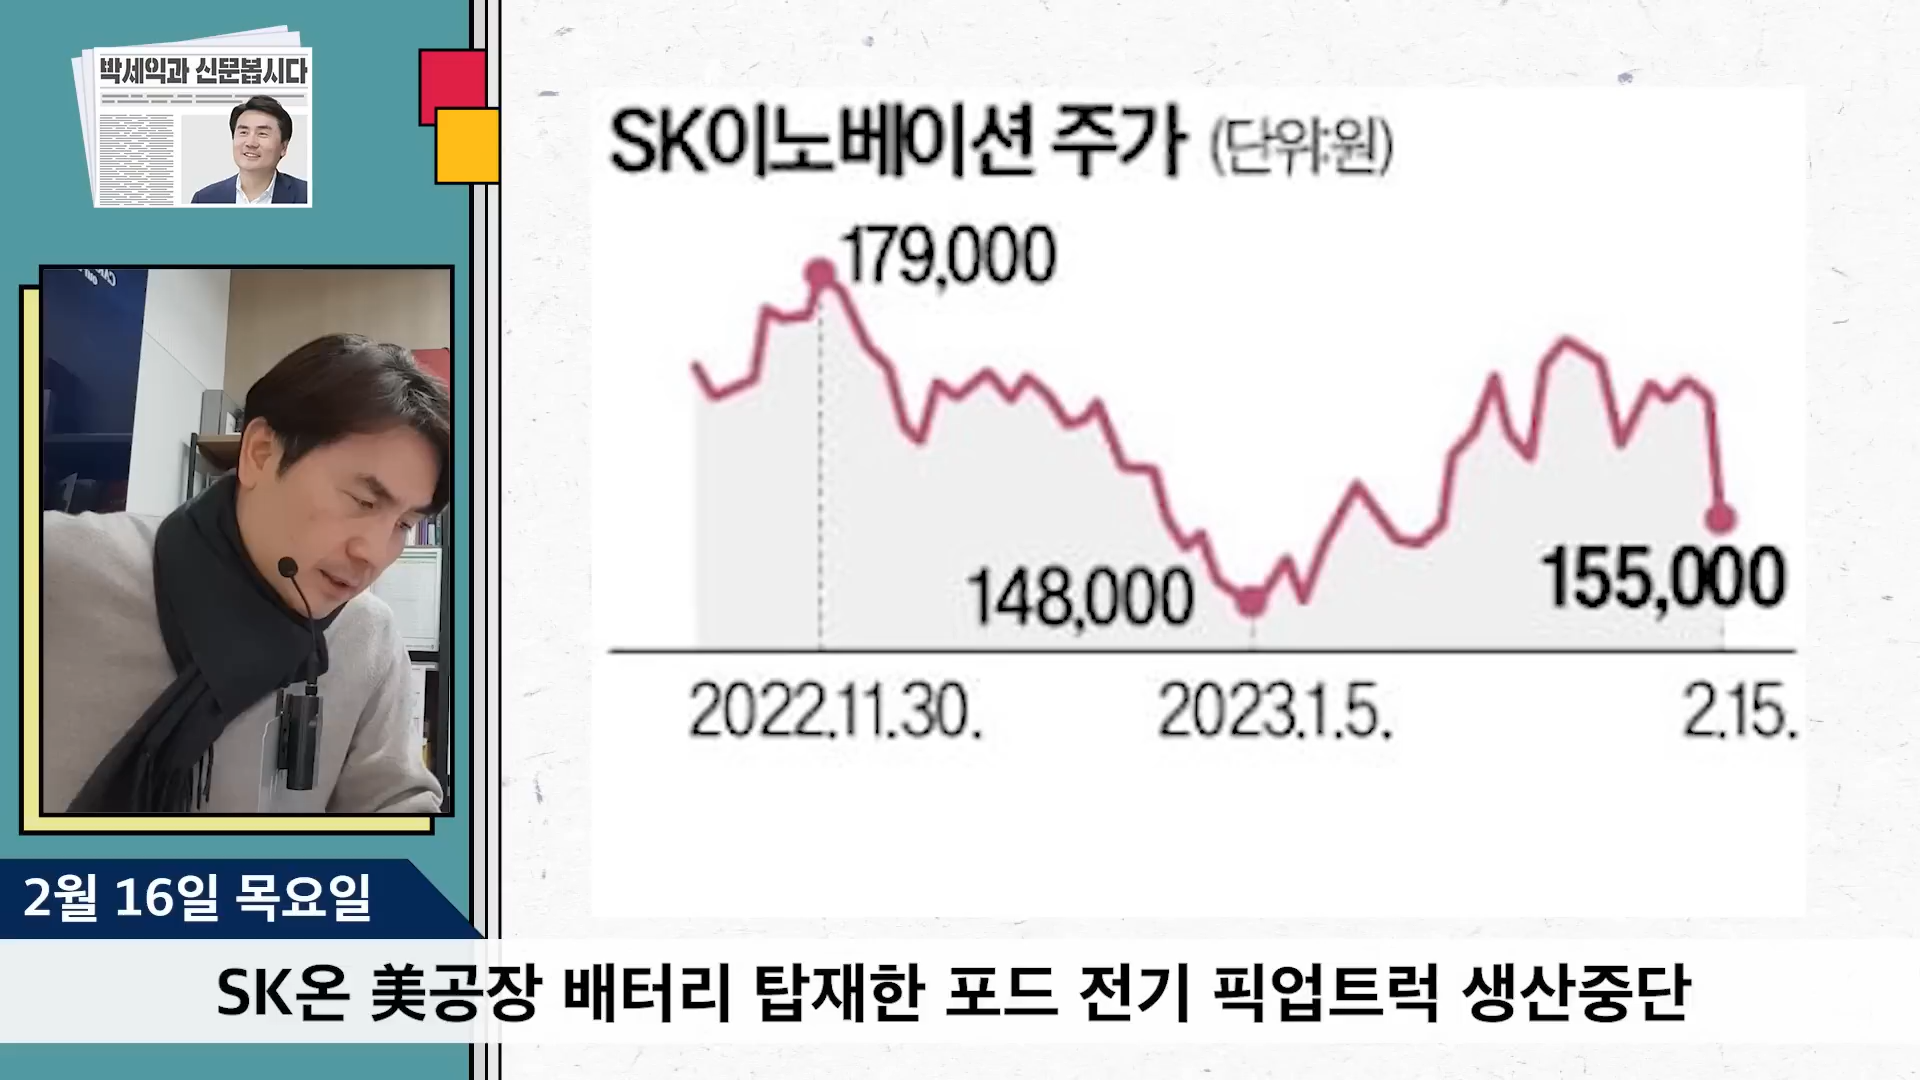 박세익과 신문봅시다
SK이노베이션 주가 (단위:원)
179,000
148,000
155,000
2022.11.30.
2023.1.5.
2.15.
2월 16일 목요일
SK온 美공장 배터리 탑재한 포드 전기 픽업트럭 생산중단